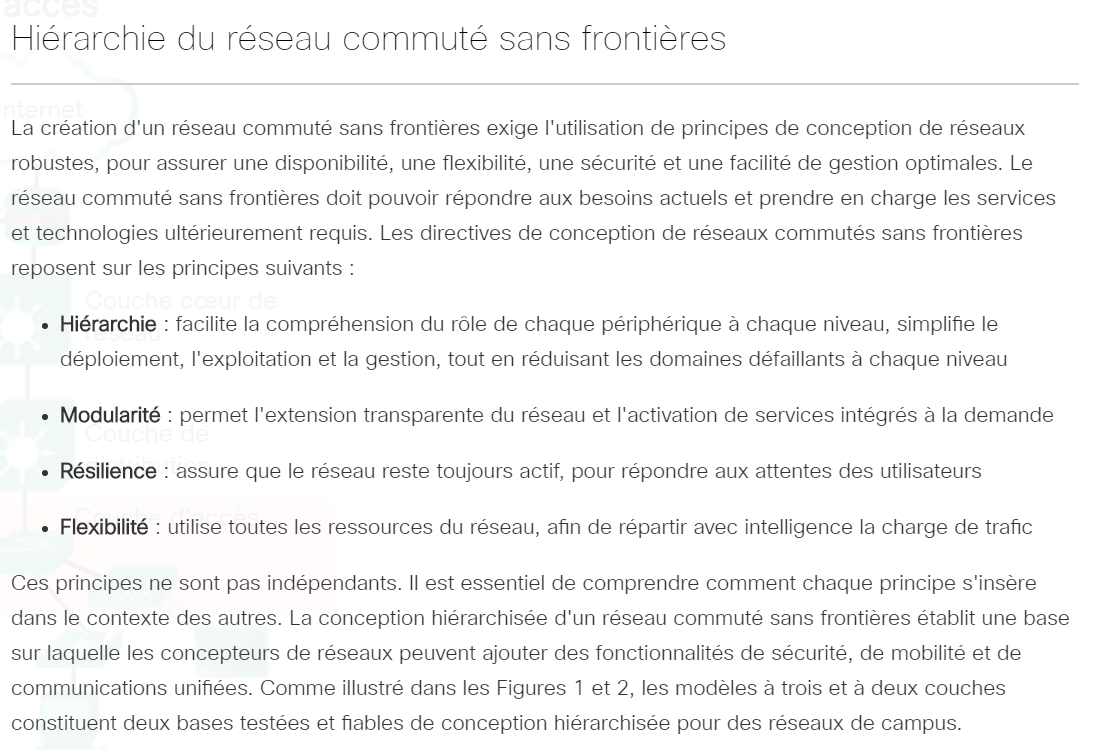 accès
Hiérarchie du réseau commuté sans frontières
internet
La création d'un réseau commuté sans frontières exige l'utilisation de principes de conception de réseaux
robustes, pour assurer une disponibilité, une flexibilité, une sécurité et une facilité de gestion optimales. Le
réseau commuté sans frontières doit pouvoir répondre aux besoins actuels et prendre en charge les services
et technologies ultérieurement requis. Les directives de conception de réseaux commutés sans frontières
reposent sur les principes suivants :
Couche cœur de
réseau
• Hiérarchie : facilite la compréhension du rôle de chaque périphérique à chaque niveau, simplifie le
déploiement, l'exploitation et la gestion, tout en réduisant les domaines défaillants à chaque niveau
• Modularité : permet l'extension transparente du réseau et l'activation de services intégrés à la demande
Couche de
distribution
• Résilience : assure que le réseau reste toujours actif, pour répondre aux attentes des utilisateurs
Couche d'accès
• Flexibilité : utilise toutes les ressources du réseau, afin de répartir avec intelligence la charge de trafic
Ces principes ne sont pas indépendants. Il est essentiel de comprendre comment chaque principe s'insère
dans le contexte des autres. La conception hiérarchisée d'un réseau commuté sans frontières établit une base
sur laquelle les concepteurs de réseaux peuvent ajouter des fonctionnalités de sécurité, de mobilité et de
communications unifiées. Comme illustré dans les Figures 1 et 2, les modèles à trois et à deux couches
constituent deux bases testées et fiables de conception hiérarchisée pour des réseaux de campus.